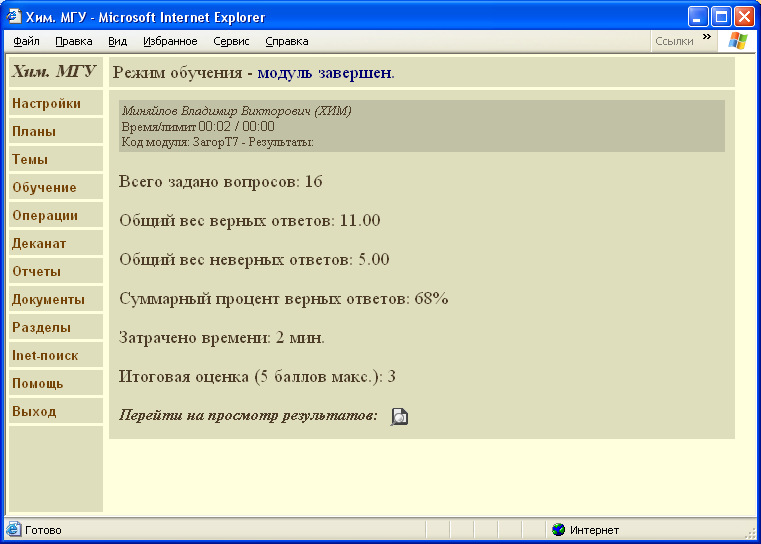 Хим. МГУ - Microsoft Internet Explorer
Файл Правка Вид Избранное Сервис Справка Ссылки »
Хим. МГУ
Настройки
Планы
Темы
Обучение
Операции
Деканат
Отчеты
Документы
Разделы
Inet-поиск
Помощь
Выход
Режим обучения - модуль завершен.
Миняйлов Владимир Викторович (ХИМ)
Время/лимит 00:02 / 00:00
Код модуля: ЗагорТ7 - Результаты:
Всего задано вопросов: 16
Общий вес верных ответов: 11.00
Общий вес неверных ответов: 5.00
Суммарный процент верных ответов: 68%
Затрачено времени: 2 мин.
Итоговая оценка (5 баллов макс.): 3
Перейти на просмотр результатов:
Готово Интернет